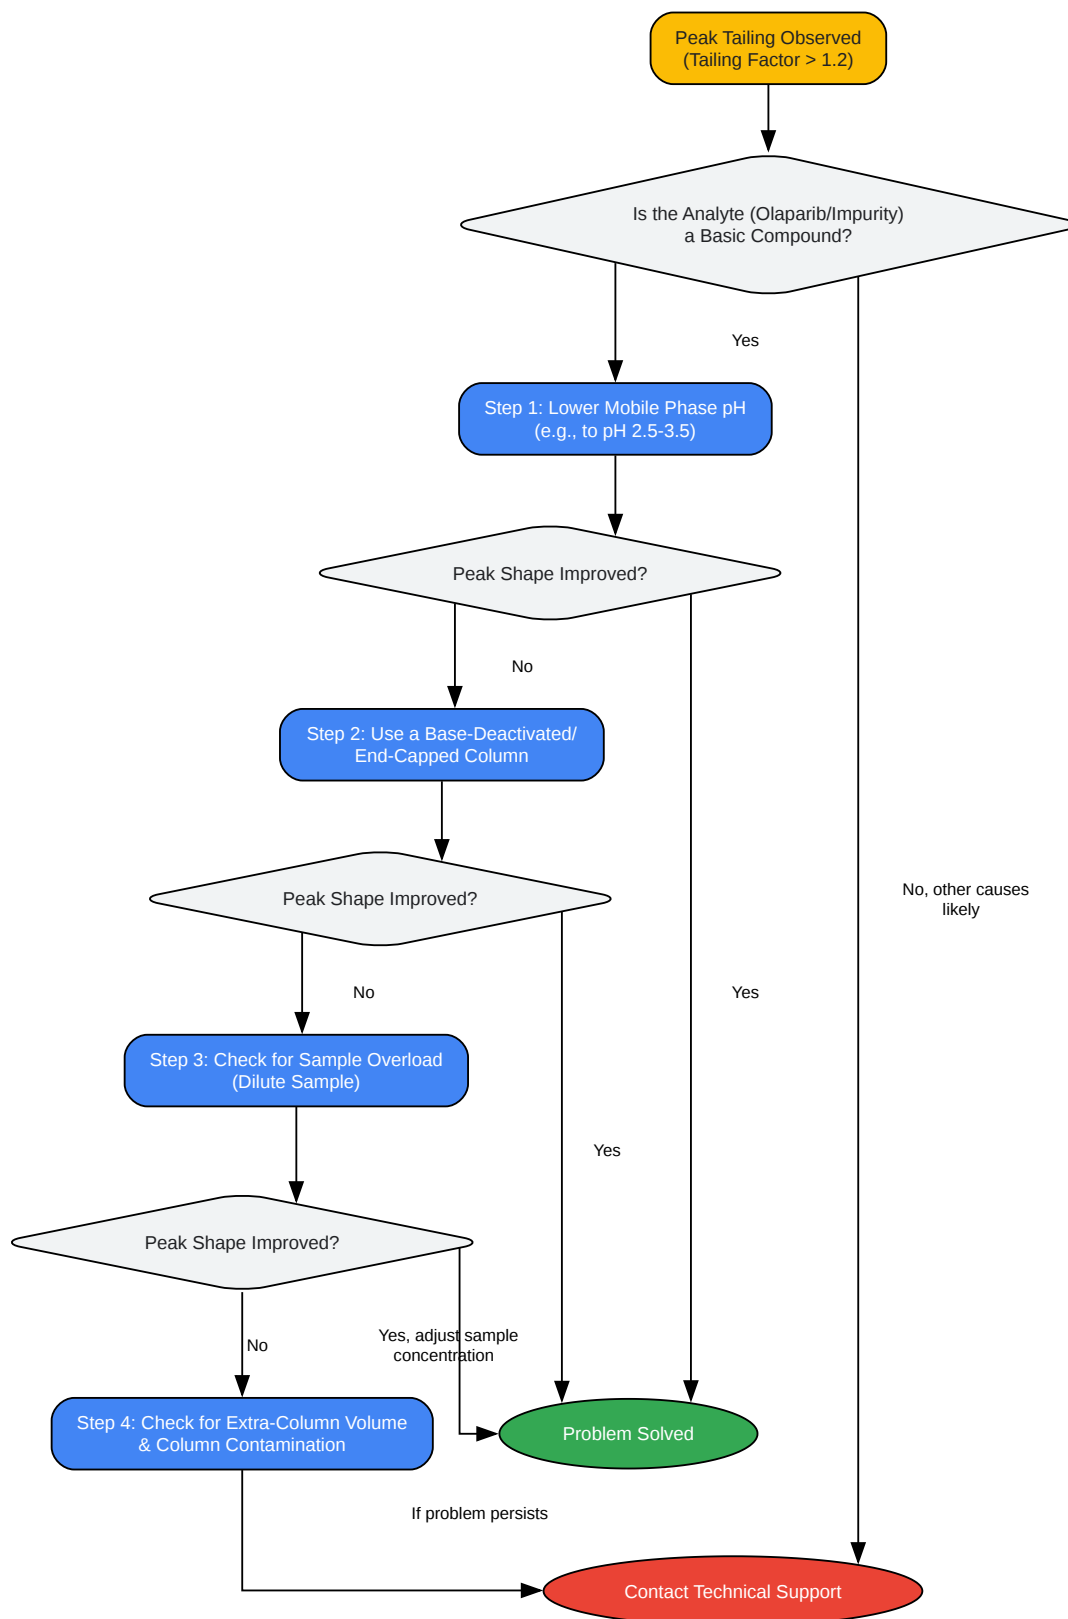 Peak Tailing Observed
(Tailing Factor > 1.2)
Is the Analyte (Olaparib/Impurity)
a Basic Compound?
Yes
Step 1: Lower Mobile Phase pH
(e.g., to pH 2.5-3.5)
Peak Shape Improved?
No
Step 2: Use a Base-Deactivated/
End-Capped Column
Peak Shape Improved?
No, other causes
likely
No
Yes
Step 3: Check for Sample Overload
(Dilute Sample)
Yes
Peak Shape Improved?
No
Yes, adjust sample
concentration
Step 4: Check for Extra-Column Volume
& Column Contamination
Problem Solved
If problem persists
Contact Technical Support